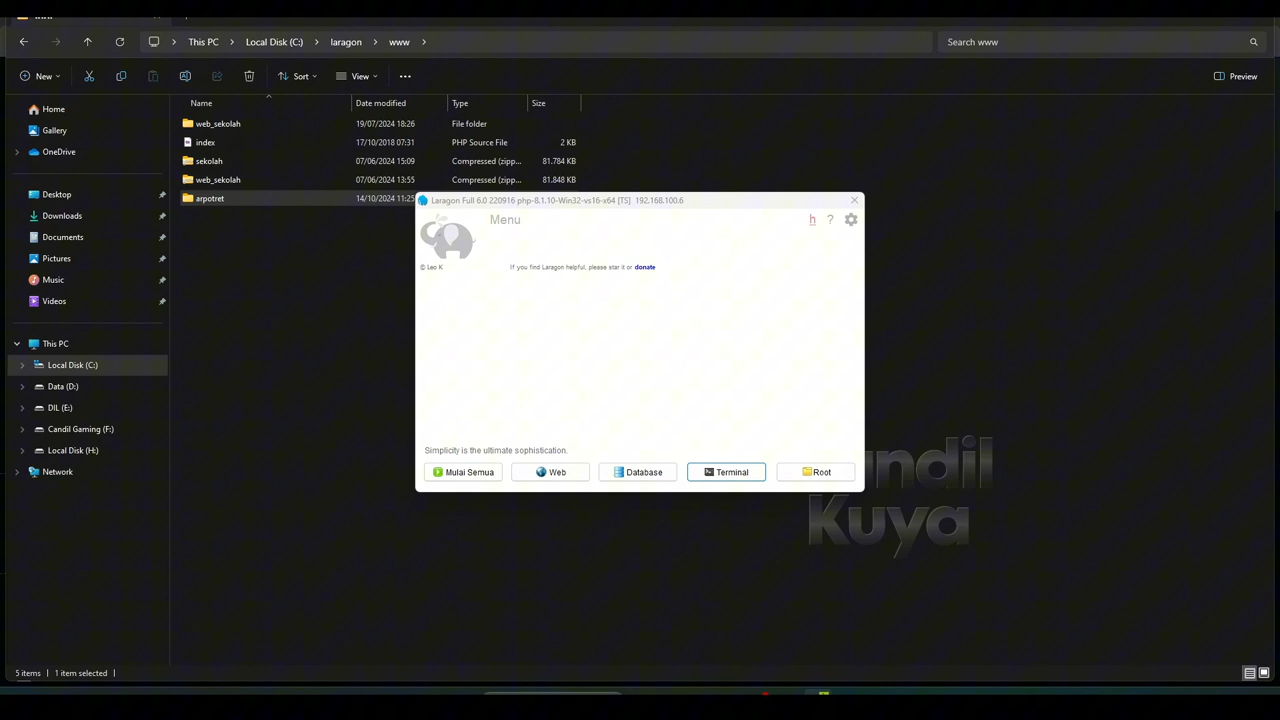 This PC > Local Disk (C:) > laragon > www >
Search www
New
Sort
View
Preview
Name
Date modified
Type
Size
Home
Gallery
OneDrive
Desktop
Downloads
Documents
Pictures
Music
Videos
This PC
Local Disk (C:)
Data (D:)
DIL (E:)
Candil Gaming (F:)
Local Disk (H:)
Network
web_sekolah 19/07/2024 18:26 File folder
index 17/10/2018 07:31 PHP Source File 2 KB
sekolah 07/06/2024 15:09 Compressed (zipp... 81.784 KB
web_sekolah 07/06/2024 13:55 Compressed (zipp... 81.848 KB
arpotret 14/10/2024 11:25
Laragon Full 6.0 220916 php-8.1.10-Win32-vs16-x64 [TS] 192.168.100.6
Menu
h ?
© Leo K
If you find Laragon helpful, please star it or donate
Simplicity is the ultimate sophistication.
Mulai Semua
Web
Database
Terminal
Root
Kuya
5 items
1 item selected